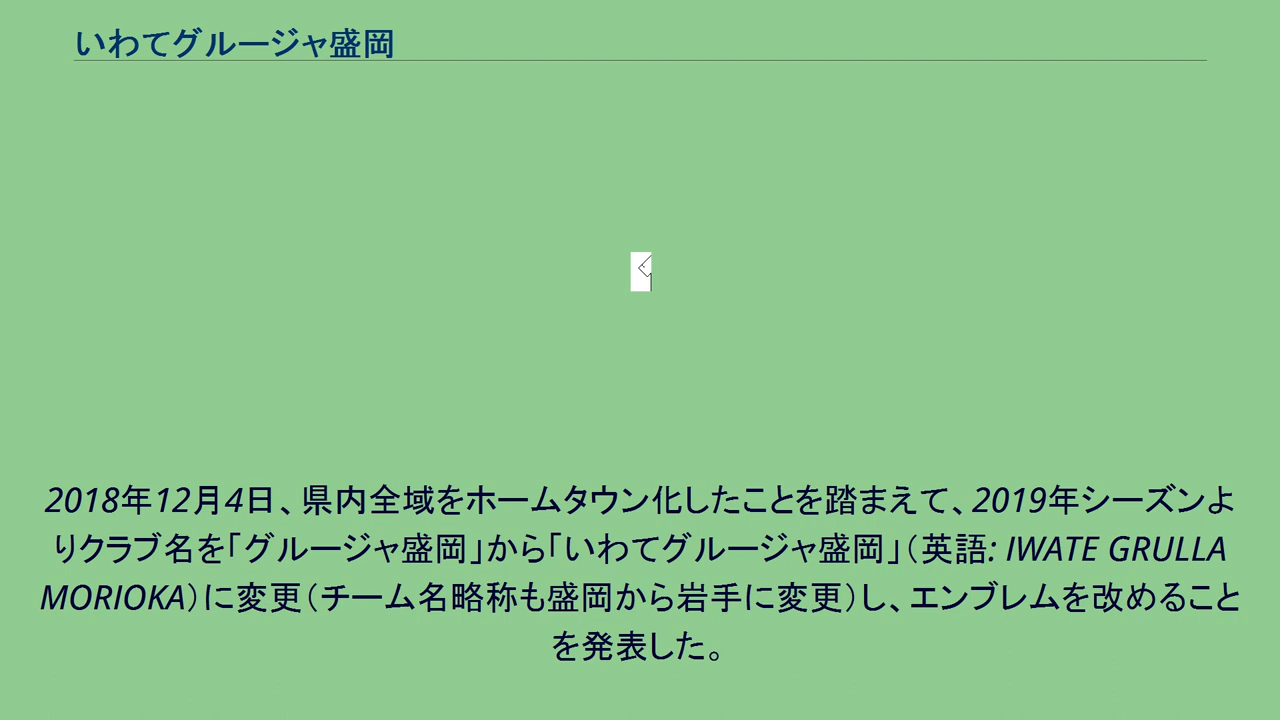 いわてグルージャ盛岡
2018年12月4日、県内全域をホームタウン化したことを踏まえて、2019年シーズンよ
りクラブ名を「グルージャ盛岡」から「いわてグルージャ盛岡」（英語: IWATE GRULLA
MORIOKA）に変更（チーム名略称も盛岡から岩手に変更）し、エンブレムを改めること
を発表した。